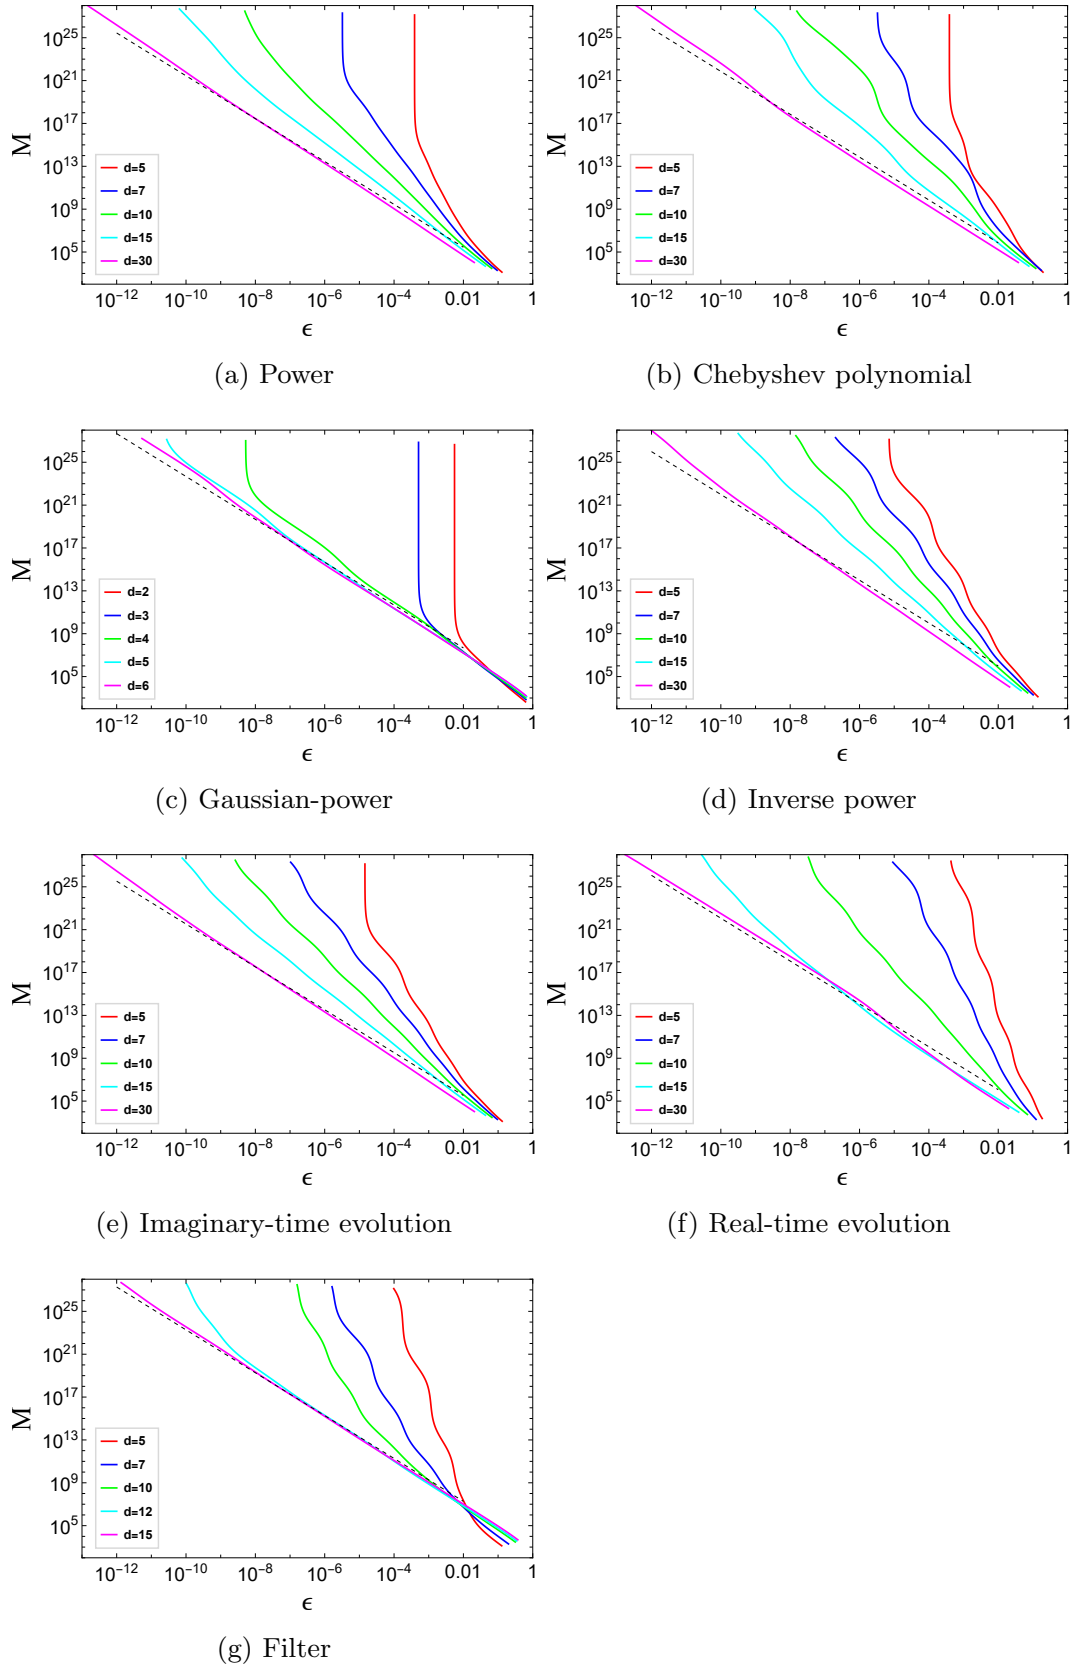 M
10^25
10^21
10^17
10^13
10^9
10^5
d=5
d=7
d=10
d=15
d=30
10^−12 10^−10 10^−8 10^−6 10^−4 0.01 1
ϵ
(a) Power
M
10^25
10^21
10^17
10^13
10^9
10^5
d=5
d=7
d=10
d=15
d=30
10^−12 10^−10 10^−8 10^−6 10^−4 0.01 1
ϵ
(b) Chebyshev polynomial
M
10^25
10^21
10^17
10^13
10^9
10^5
d=2
d=3
d=4
d=5
d=6
10^−12 10^−10 10^−8 10^−6 10^−4 0.01 1
ϵ
(c) Gaussian-power
M
10^25
10^21
10^17
10^13
10^9
10^5
d=5
d=7
d=10
d=15
d=30
10^−12 10^−10 10^−8 10^−6 10^−4 0.01 1
ϵ
(d) Inverse power
M
10^25
10^21
10^17
10^13
10^9
10^5
d=5
d=7
d=10
d=15
d=30
10^−12 10^−10 10^−8 10^−6 10^−4 0.01 1
ϵ
(e) Imaginary-time evolution
M
10^25
10^21
10^17
10^13
10^9
10^5
d=5
d=7
d=10
d=15
d=30
10^−12 10^−10 10^−8 10^−6 10^−4 0.01 1
ϵ
(f) Real-time evolution
M
10^25
10^21
10^17
10^13
10^9
10^5
d=5
d=7
d=10
d=12
d=15
10^−12 10^−10 10^−8 10^−6 10^−4 0.01 1
ϵ
(g) Filter